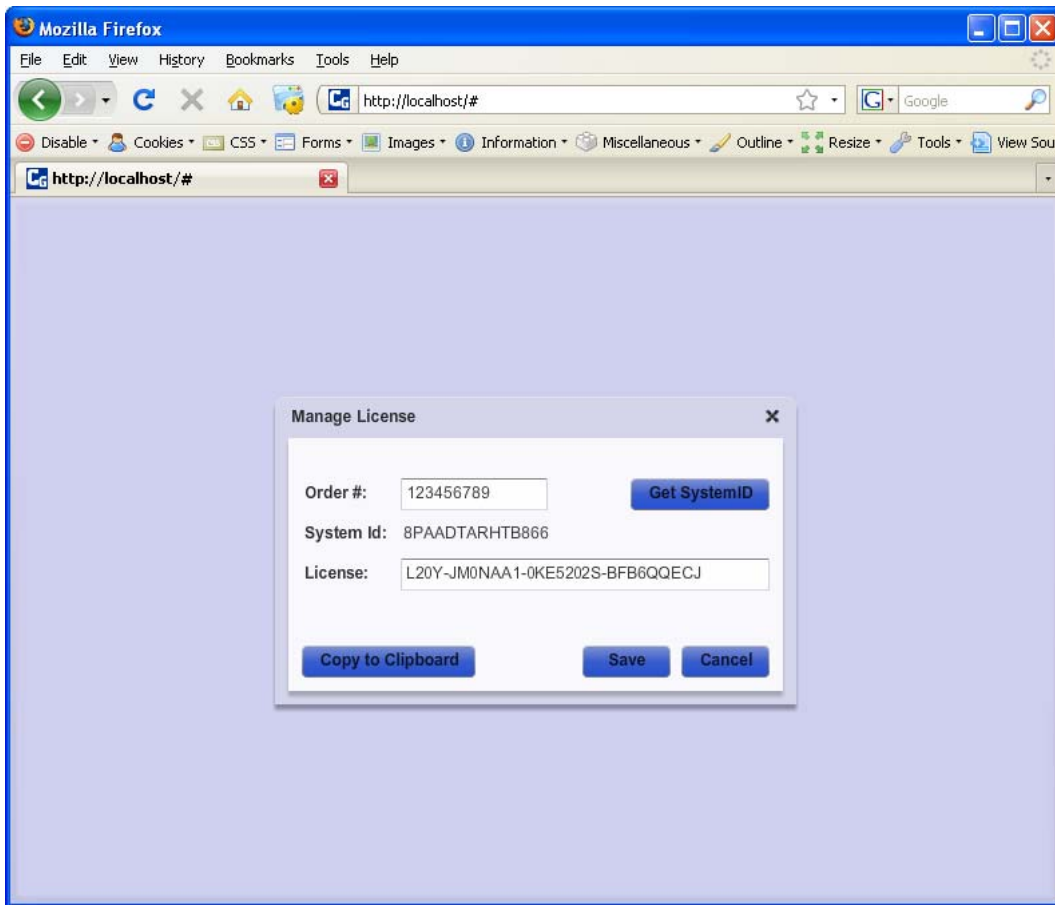 Mozilla Firefox
File Edit View History Bookmarks Tools Help
http://localhost/# Google
Disable Cookies CSS Forms Images Information Miscellaneous Outline Resize Tools View Sou
http://localhost/#
Manage License
Order #: 123456789 Get SystemID
System Id: 8PAADTARHTB866
License: L20Y-JM0NAA1-0KE5202S-BFB6QQECJ
Copy to Clipboard Save Cancel